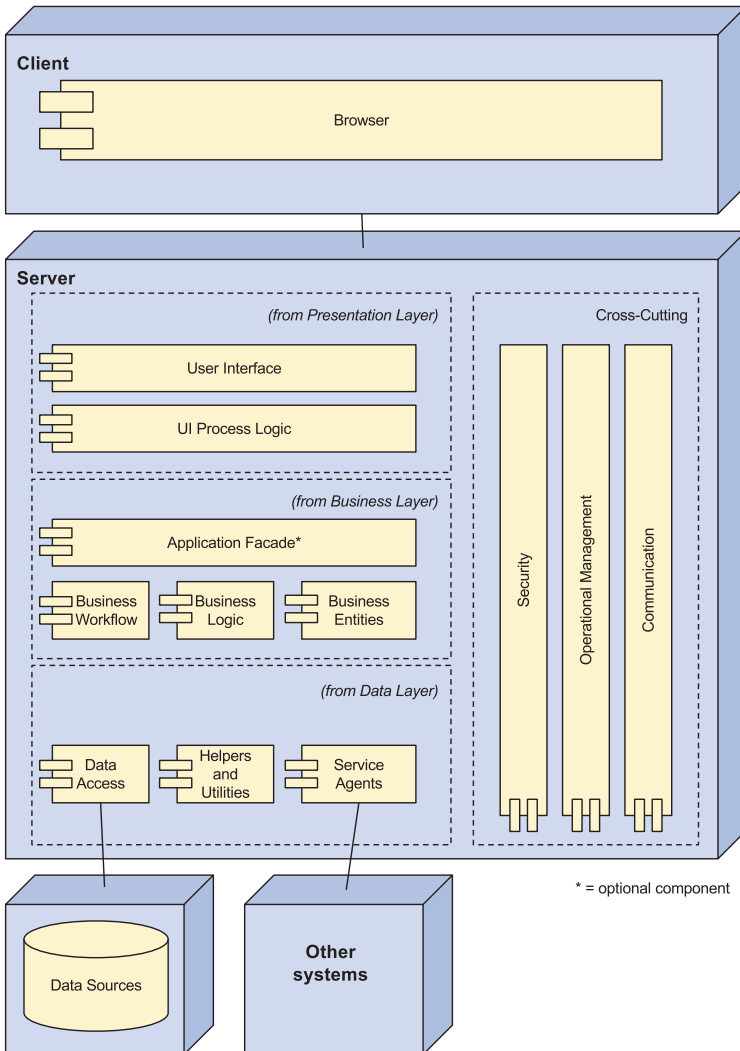 Client
Browser
Server
(from Presentation Layer)
User Interface
UI Process Logic
(from Business Layer)
Application Facade*
Business
Workflow
Business
Logic
Business
Entities
(from Data Layer)
Data
Access
Helpers
and
Utilities
Service
Agents
Cross-Cutting
Security
Operational Management
Communication
* = optional component
Data Sources
Other
systems